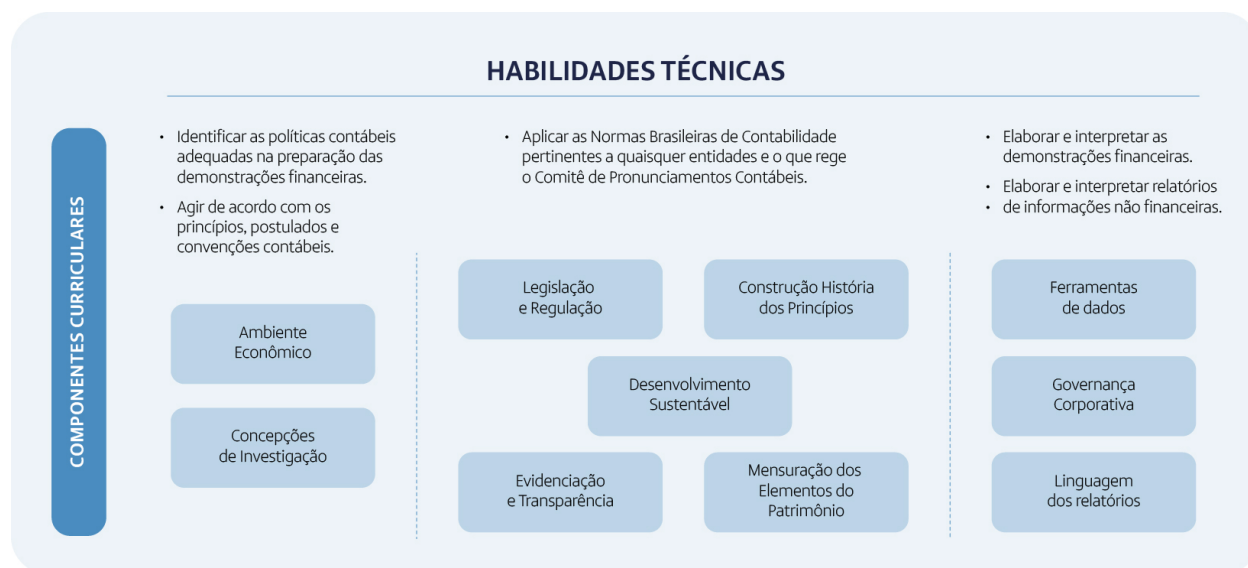 HABILIDADES TÉCNICAS
COMPONENTES CURRICULARES
• Identificar as políticas contábeis
adequadas na preparação das
demonstrações financeiras.
• Agir de acordo com os
princípios, postulados e
convenções contábeis.
Ambiente
Econômico
Concepções
de Investigação
• Aplicar as Normas Brasileiras de Contabilidade
pertinentes a quaisquer entidades e o que rege
o Comitê de Pronunciamentos Contábeis.
Legislação
e Regulação
Construção História
dos Princípios
Desenvolvimento
Sustentável
Evidenciação
e Transparência
Mensuração dos
Elementos do
Patrimônio
• Elaborar e interpretar as
demonstrações financeiras.
• Elaborar e interpretar relatórios
• de informações não financeiras.
Ferramentas
de dados
Governança
Corporativa
Linguagem
dos relatórios